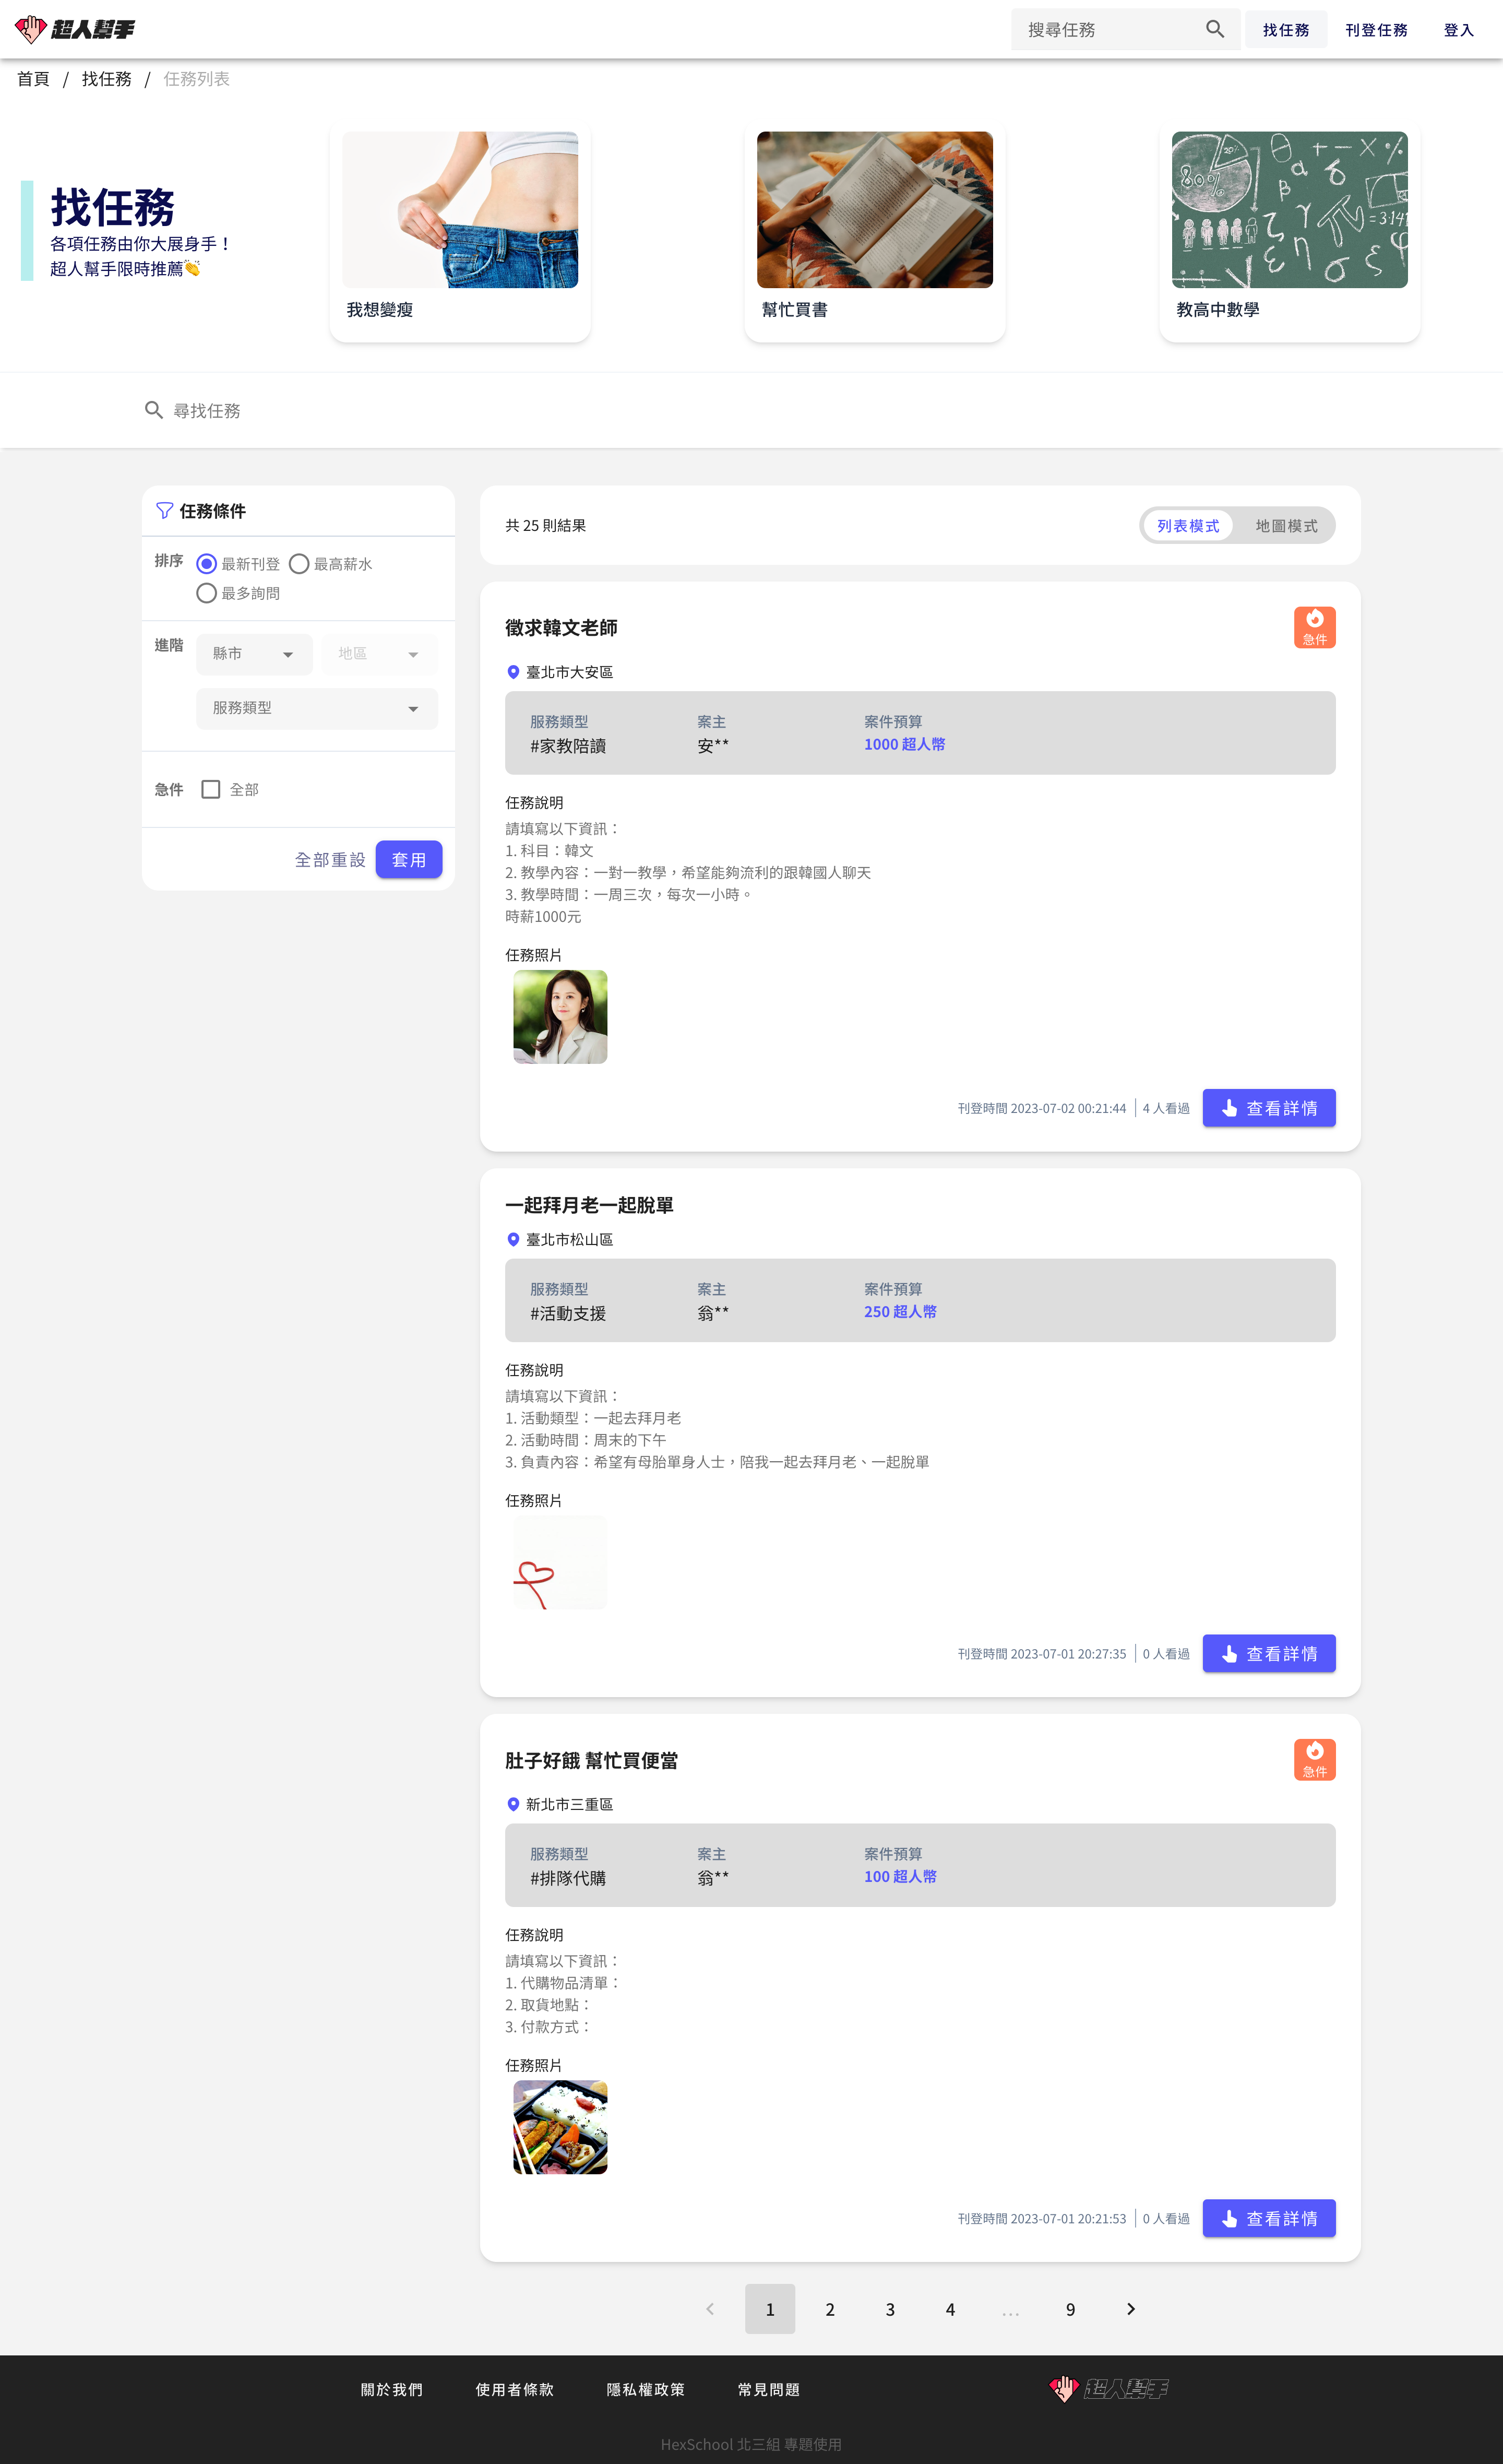 超人幫手
搜尋任務
找任務
刊登任務
登入
首頁 / 找任務 / 任務列表
找任務
各項任務由你大展身手！
超人幫手限時推薦👏
我想變瘦
幫忙買書
教高中數學
尋找任務
任務條件
排序
最新刊登
最高薪水
最多詢問
進階
縣市
地區
服務類型
急件
全部
全部重設
套用
共 25 則結果
列表模式
地圖模式
徵求韓文老師
急件
臺北市大安區
服務類型
#家教陪讀
案主
安**
案件預算
1000 超人幣
任務說明
請填寫以下資訊：
1. 科目：韓文
2. 教學內容：一對一教學，希望能夠流利的跟韓國人聊天
3. 教學時間：一周三次，每次一小時。
時薪1000元
任務照片
刊登時間 2023-07-02 00:21:44
4 人看過
查看詳情
一起拜月老一起脫單
臺北市松山區
服務類型
#活動支援
案主
翁**
案件預算
250 超人幣
任務說明
請填寫以下資訊：
1. 活動類型：一起去拜月老
2. 活動時間：周末的下午
3. 負責內容：希望有母胎單身人士，陪我一起去拜月老、一起脫單
任務照片
刊登時間 2023-07-01 20:27:35
0 人看過
查看詳情
肚子好餓 幫忙買便當
急件
新北市三重區
服務類型
#排隊代購
案主
翁**
案件預算
100 超人幣
任務說明
請填寫以下資訊：
1. 代購物品清單：
2. 取貨地點：
3. 付款方式：
任務照片
刊登時間 2023-07-01 20:21:53
0 人看過
查看詳情
1 2 3 4 ... 9
關於我們
使用者條款
隱私權政策
常見問題
超人幫手
HexSchool 北三組 專題使用